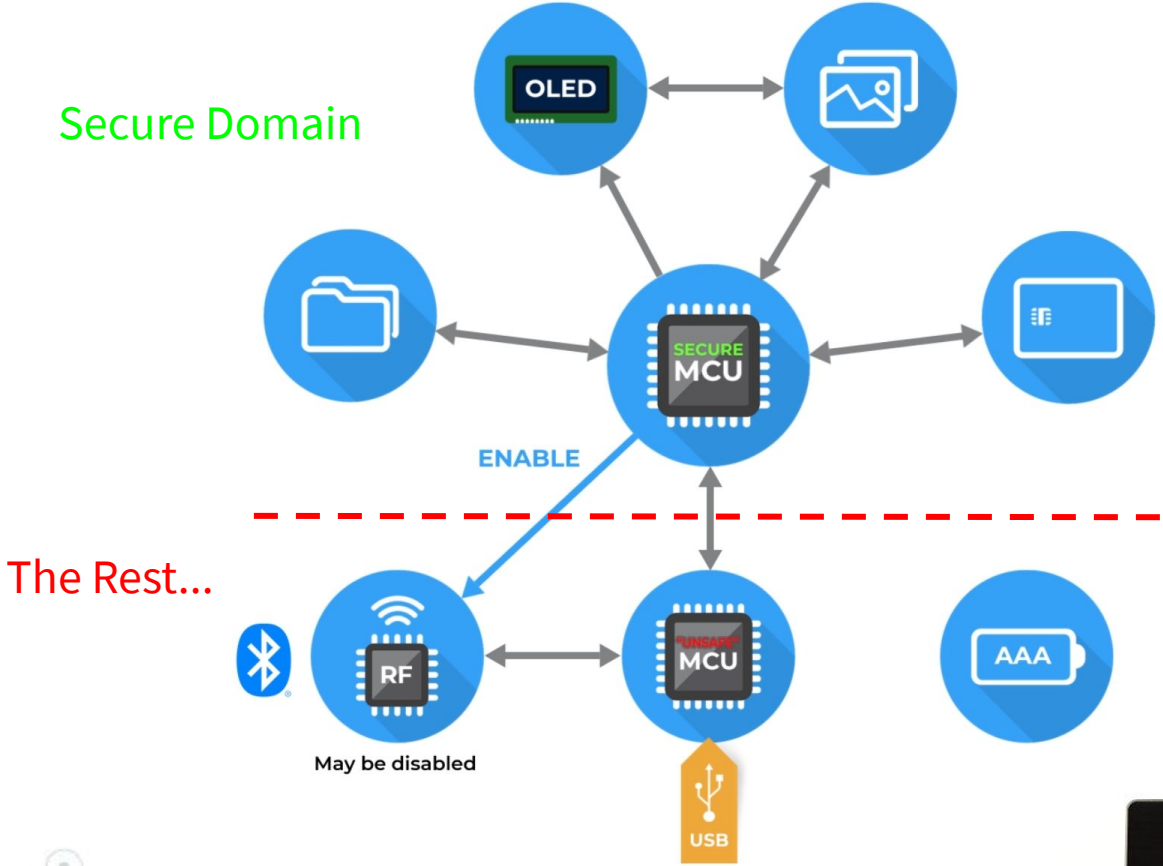 OLED
Secure Domain
SECURE
MCU
ENABLE
The Rest...
RF
"UNSAFE"
MCU
AAA
May be disabled
USB